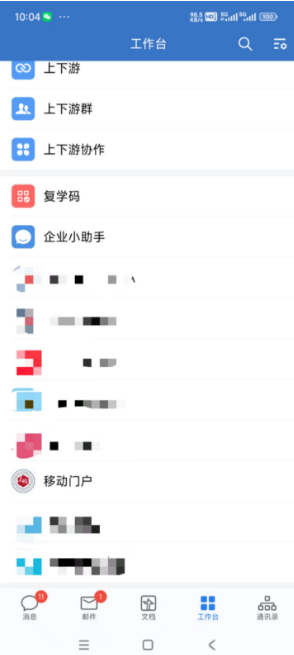 10:04
工作台
上下游
上下游群
上下游协作
复学码
企业小助手
移动门户
11
1
消息
邮件
文档
工作台
通讯录